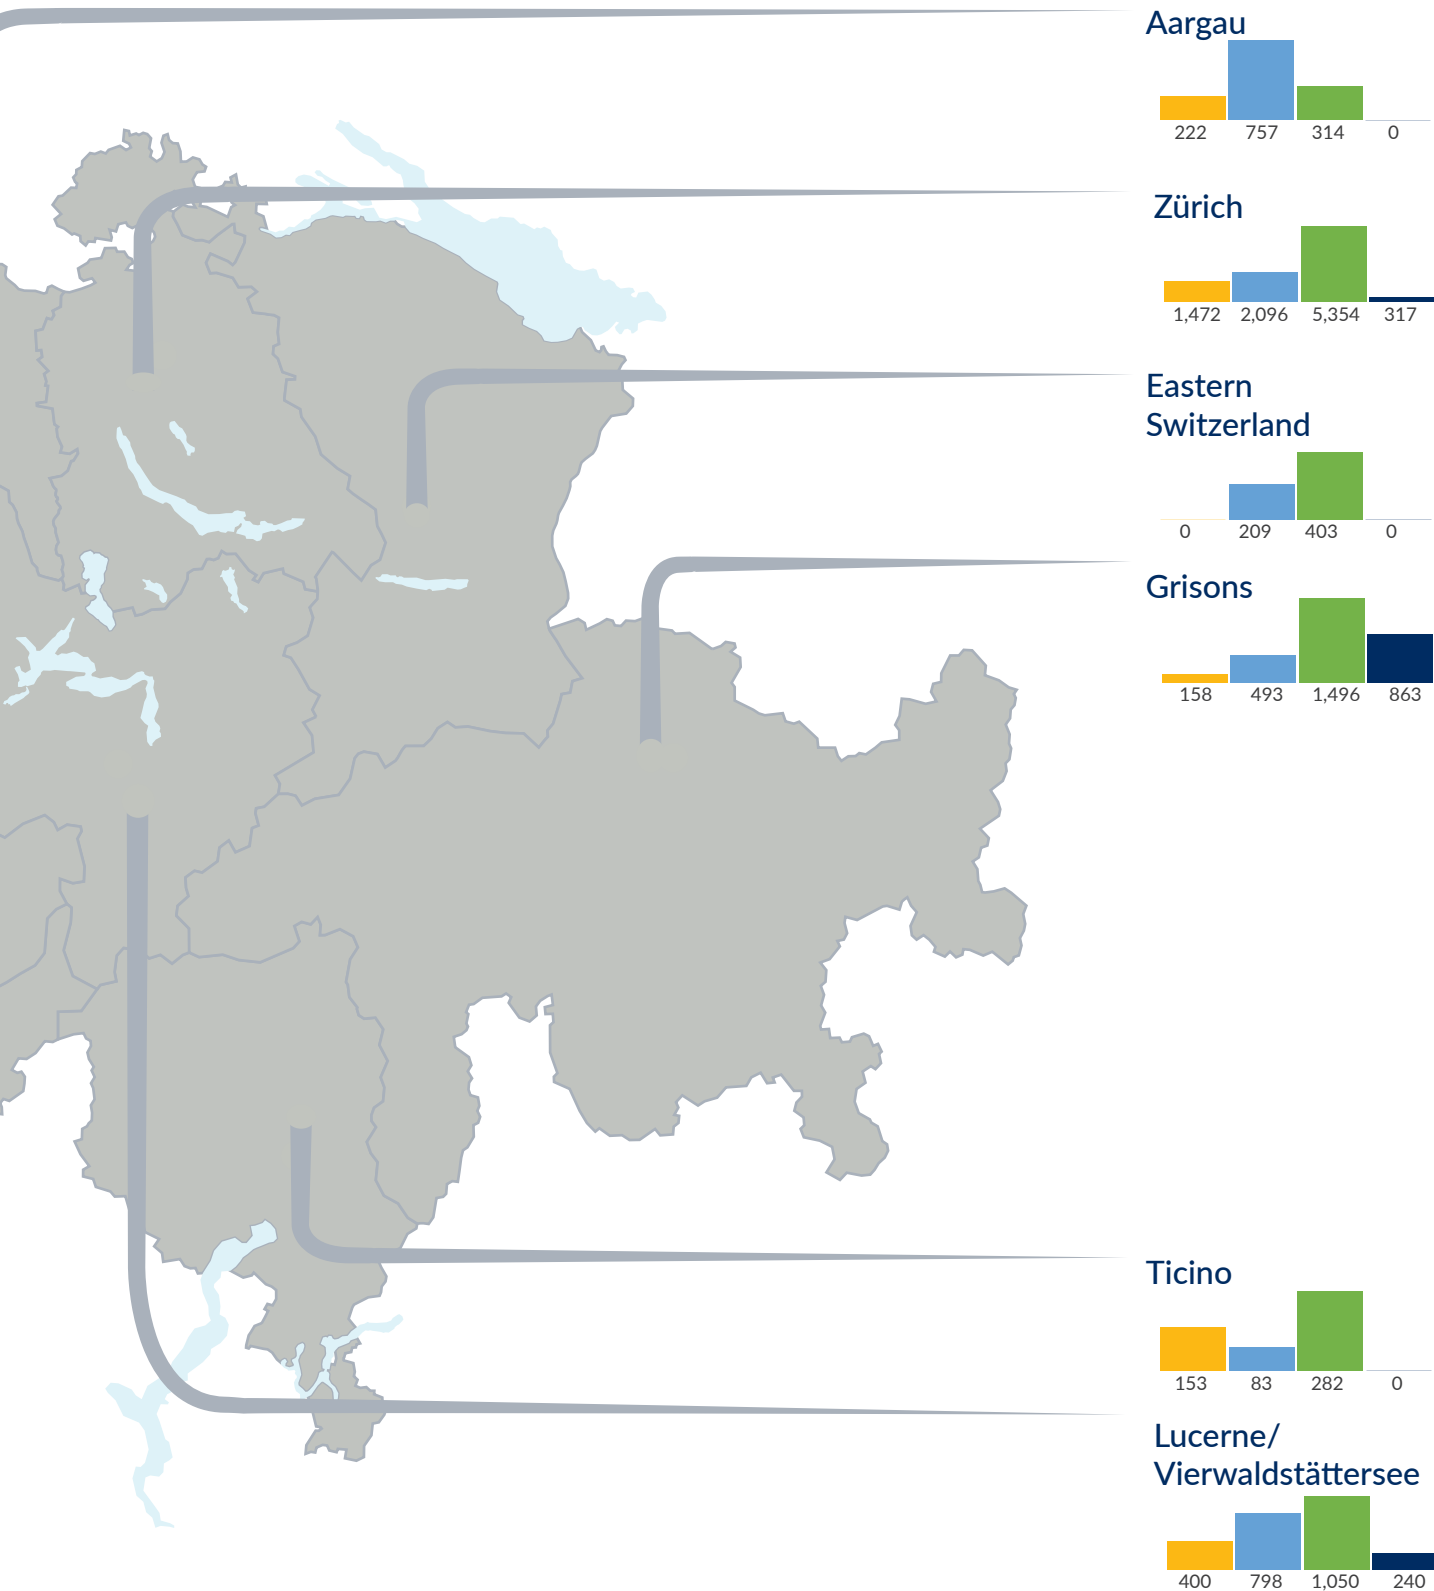 Aargau
222 757 314 0
Zürich
1,472 2,096 5,354 317
Eastern
Switzerland
0 209 403 0
Grisons
158 493 1,496 863
Ticino
153 83 282 0
Lucerne/
Vierwaldstättersee
400 798 1,050 240